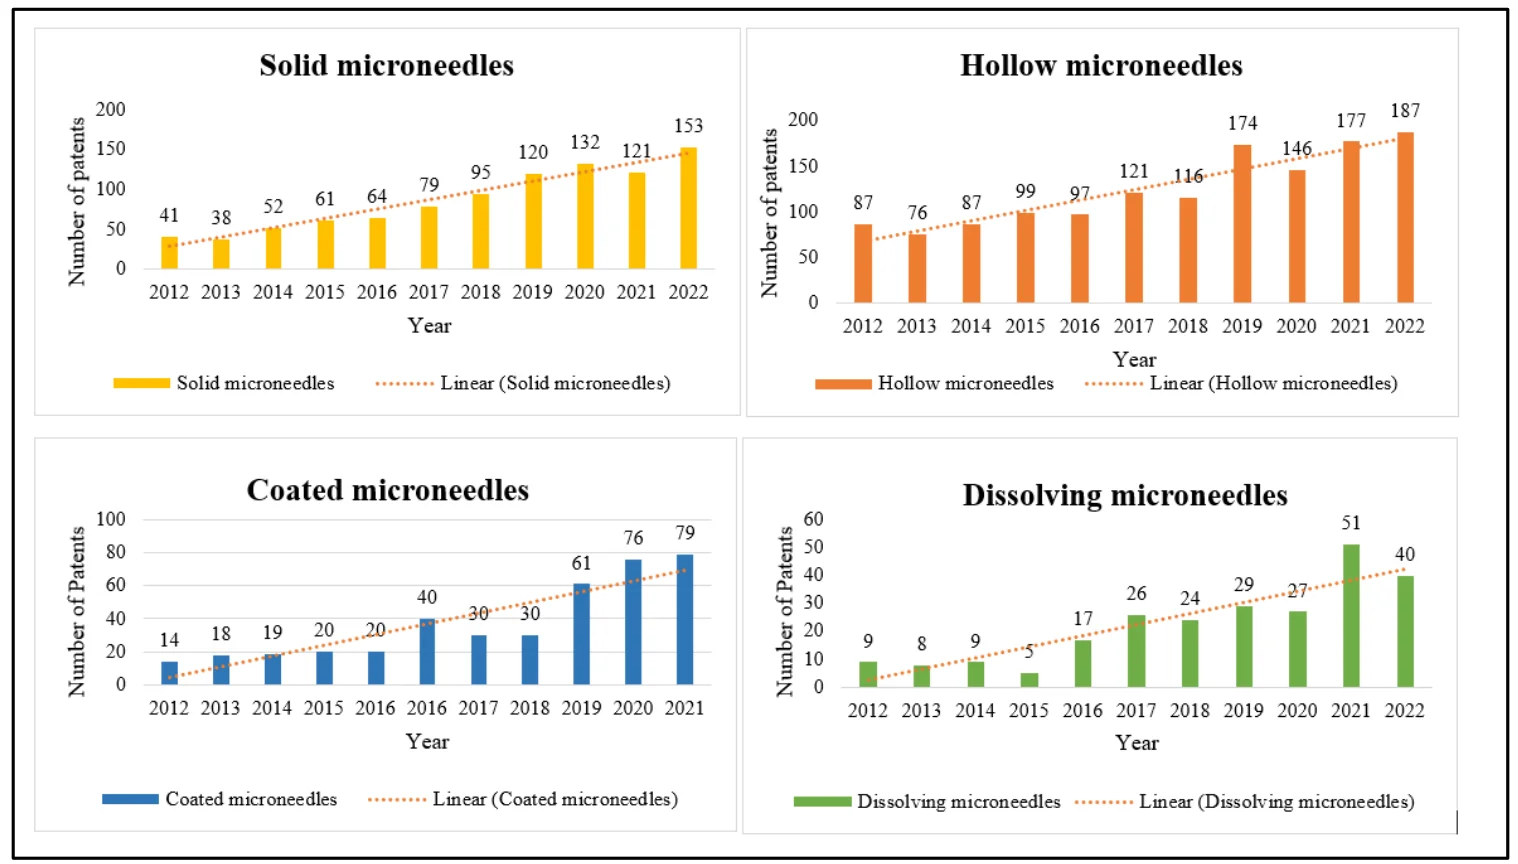 Solid microneedles
Number of patents
200
150
100
50
0
41 38 52 61 64 79 95 120 132 121 153
2012 2013 2014 2015 2016 2017 2018 2019 2020 2021 2022
Year
Solid microneedles Linear (Solid microneedles)
Hollow microneedles
Number of patents
200
150
100
50
0
87 76 87 99 97 121 116 174 146 177 187
2012 2013 2014 2015 2016 2017 2018 2019 2020 2021 2022
Year
Hollow microneedles Linear (Hollow microneedles)
Coated microneedles
Number of Patents
100
80
60
40
20
0
14 18 19 20 20 40 30 30 61 76 79
2012 2013 2014 2015 2016 2016 2017 2018 2019 2020 2021
Year
Coated microneedles Linear (Coated microneedles)
Dissolving microneedles
Number of Patents
60
50
40
30
20
10
0
9 8 9 5 17 26 24 29 27 51 40
2012 2013 2014 2015 2016 2017 2018 2019 2020 2021 2022
Year
Dissolving microneedles Linear (Dissolving microneedles)